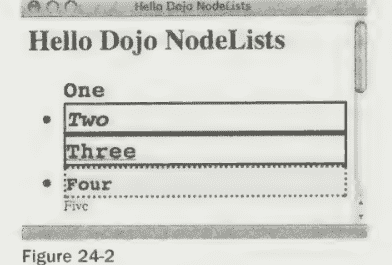 Hello Dojo NodeLists
Hello Dojo NodeLists
One
• Two
Three
• Four
Five
Figure 24-2